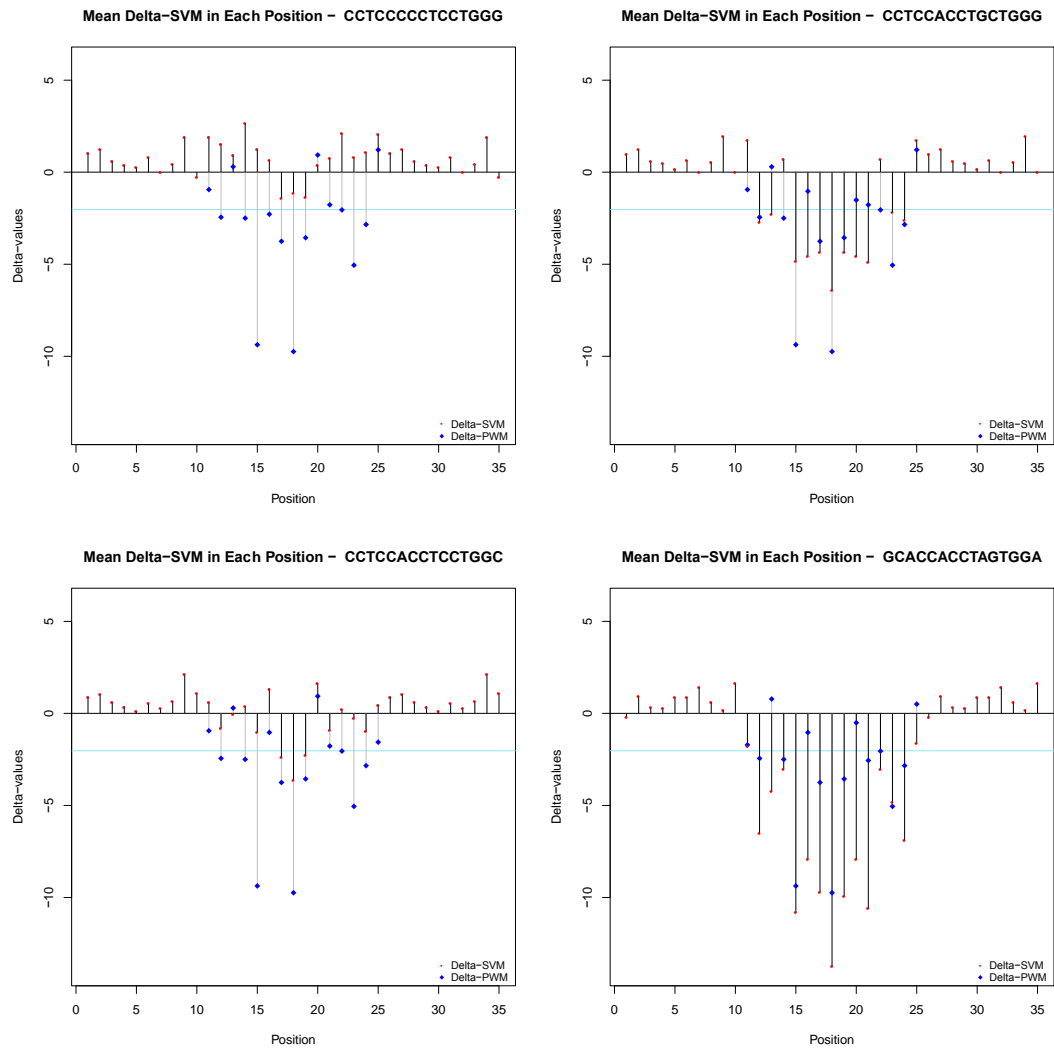 Mean Delta−SVM in Each Position − CCTCCCCCTCCTGGG
5
0
−5
−10
Delta−values
Delta−SVM
Delta−PWM
0 5 10 15 20 25 30 35
Position
Mean Delta−SVM in Each Position − CCTCCACCTGCTGGG
5
0
−5
−10
Delta−values
Delta−SVM
Delta−PWM
0 5 10 15 20 25 30 35
Position
Mean Delta−SVM in Each Position − CCTCCACCTCCTGGC
5
0
−5
−10
Delta−values
Delta−SVM
Delta−PWM
0 5 10 15 20 25 30 35
Position
Mean Delta−SVM in Each Position − GCACCACCTAGTGGA
5
0
−5
−10
Delta−values
Delta−SVM
Delta−PWM
0 5 10 15 20 25 30 35
Position